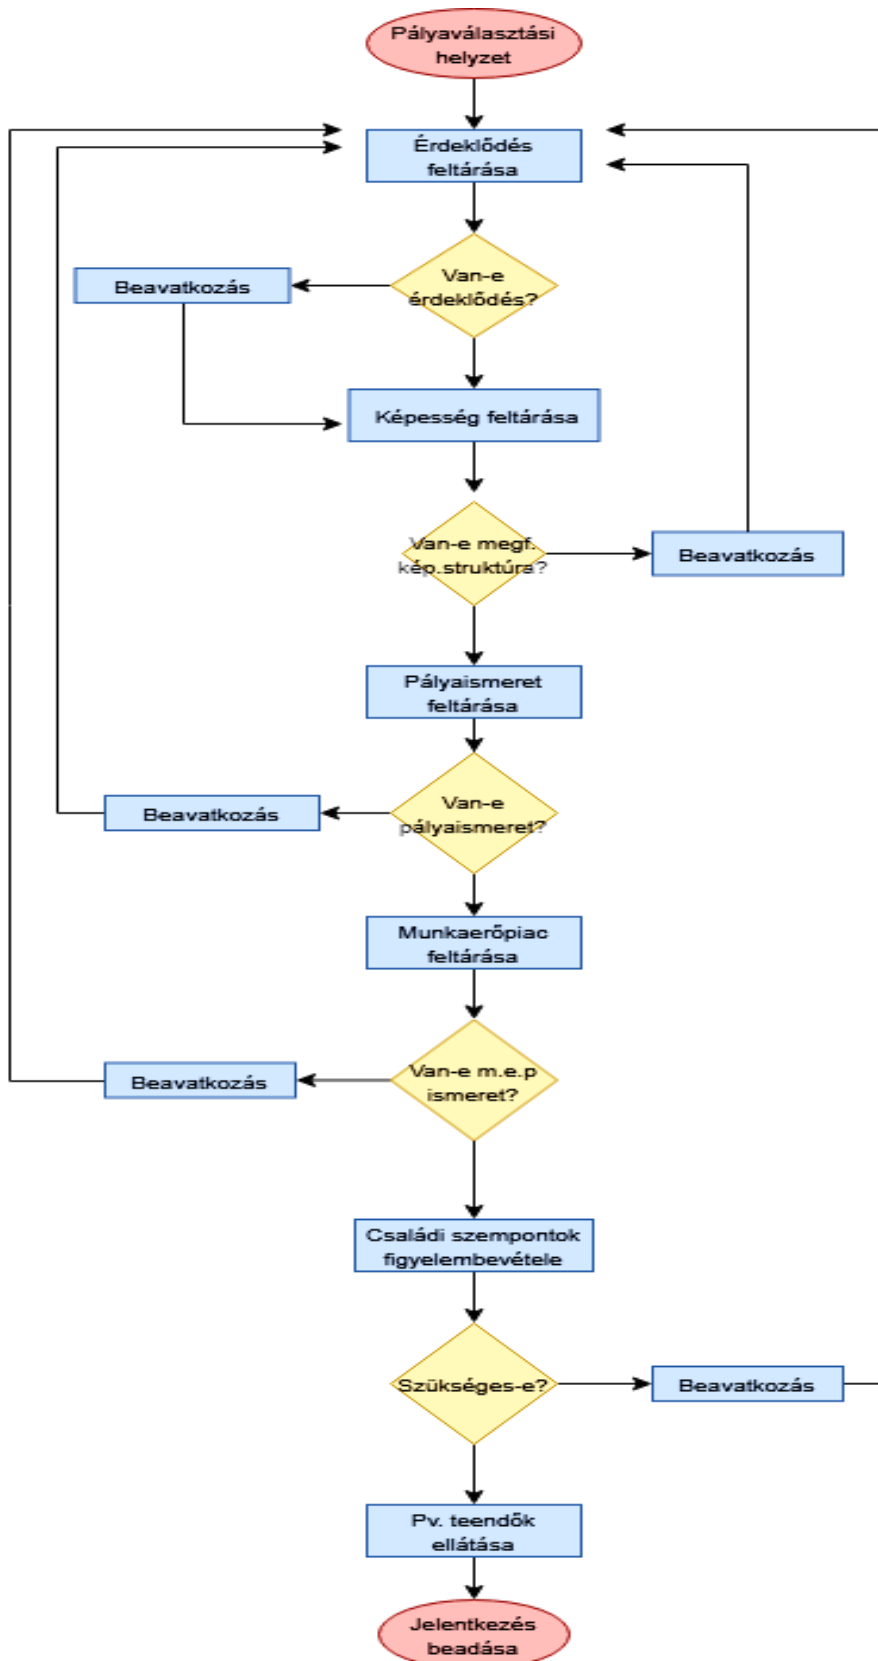 Pályaválasztási
helyzet
Érdeklődés
feltárása
Van-e
érdeklődés?
Beavatkozás
Képesség feltárása
Van-e megf.
kép.struktúra?
Beavatkozás
Pályaismeret
feltárása
Van-e
pályaismeret?
Beavatkozás
Munkaerőpiac
feltárása
Van-e m.e.p
ismeret?
Beavatkozás
Családi szempontok
figyelembevétele
Szükséges-e?
Beavatkozás
Pv. teendők
ellátása
Jelentkezés
beadása